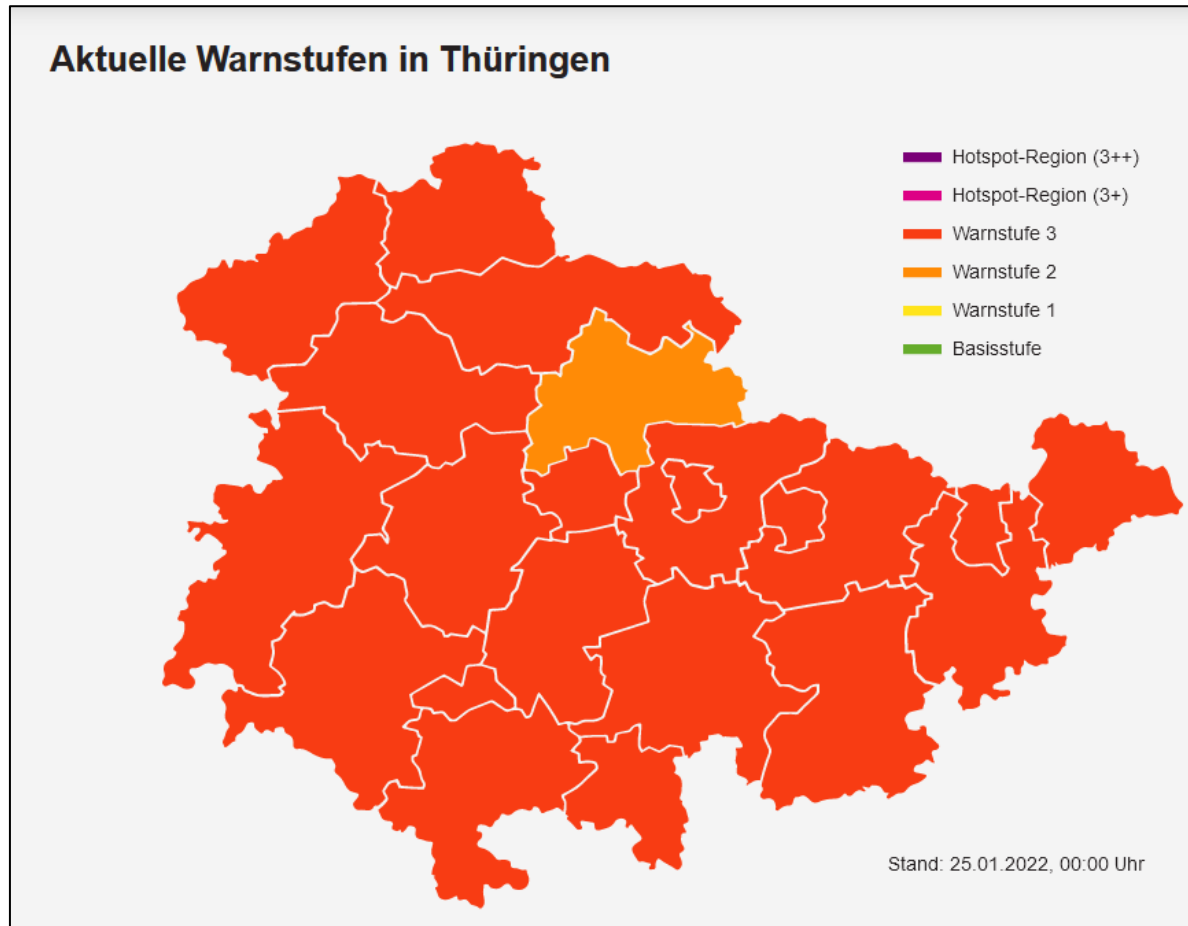 Aktuelle Warnstufen in Thüringen
Hotspot-Region (3++)
Hotspot-Region (3+)
Warnstufe 3
Warnstufe 2
Warnstufe 1
Basisstufe
Stand: 25.01.2022, 00:00 Uhr